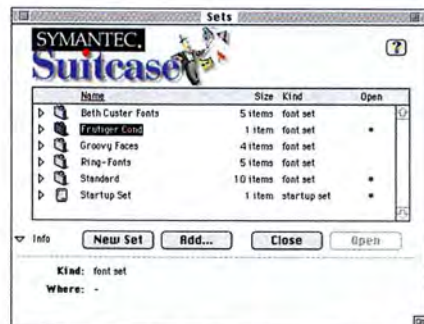 Sets
SYMANTEC.
Suitcase
?
Name Size Kind Open
Beth Custer Fonts 5 items font set
Frutiger Cond 1 item font set •
Groovy Faces 4 items font set
Ring-Fonts 5 items font set
Standard 10 items font set •
Startup Set 1 item startup set •
Info New Set Add... Close Open
Kind: font set
Where: -